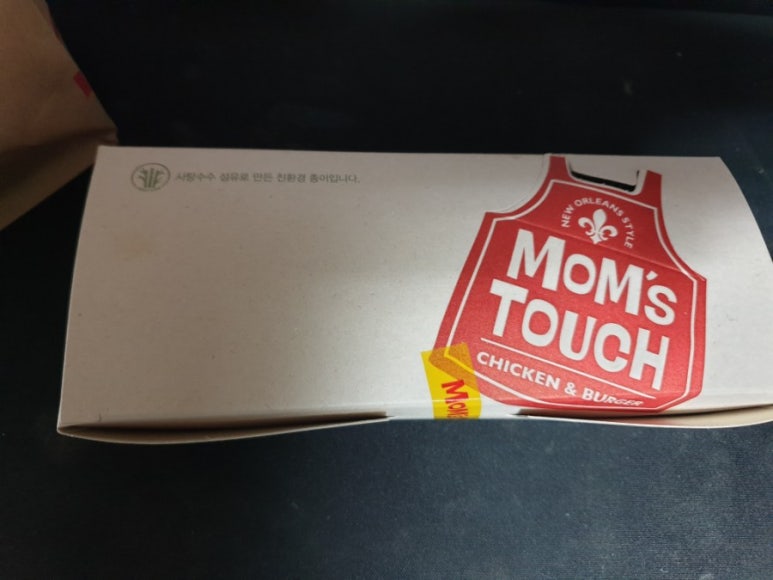 사탕수수 섬유로 만든 친환경 종이입니다.
NEW ORLEANS STYLE
MOM'S
TOUCH
CHICKEN & BURGER